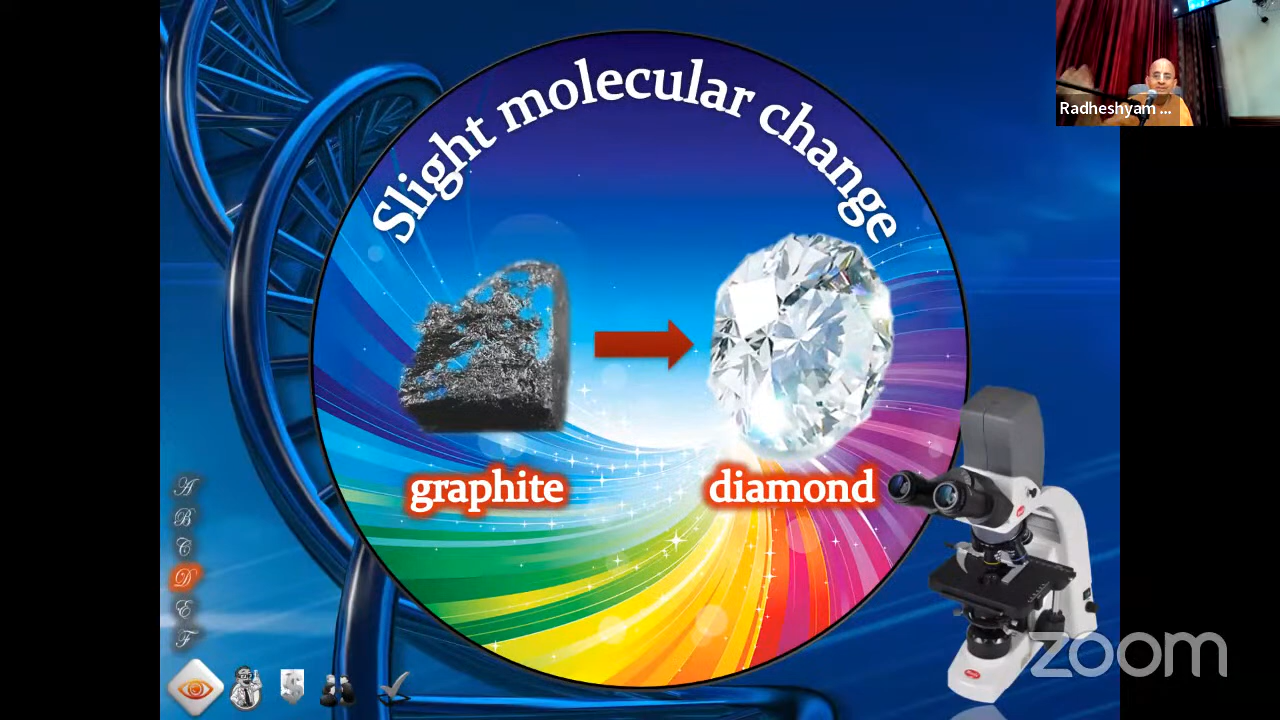 Radheshyam ...
Slight molecular change
graphite
diamond
A
B
C
D
E
F
zoom